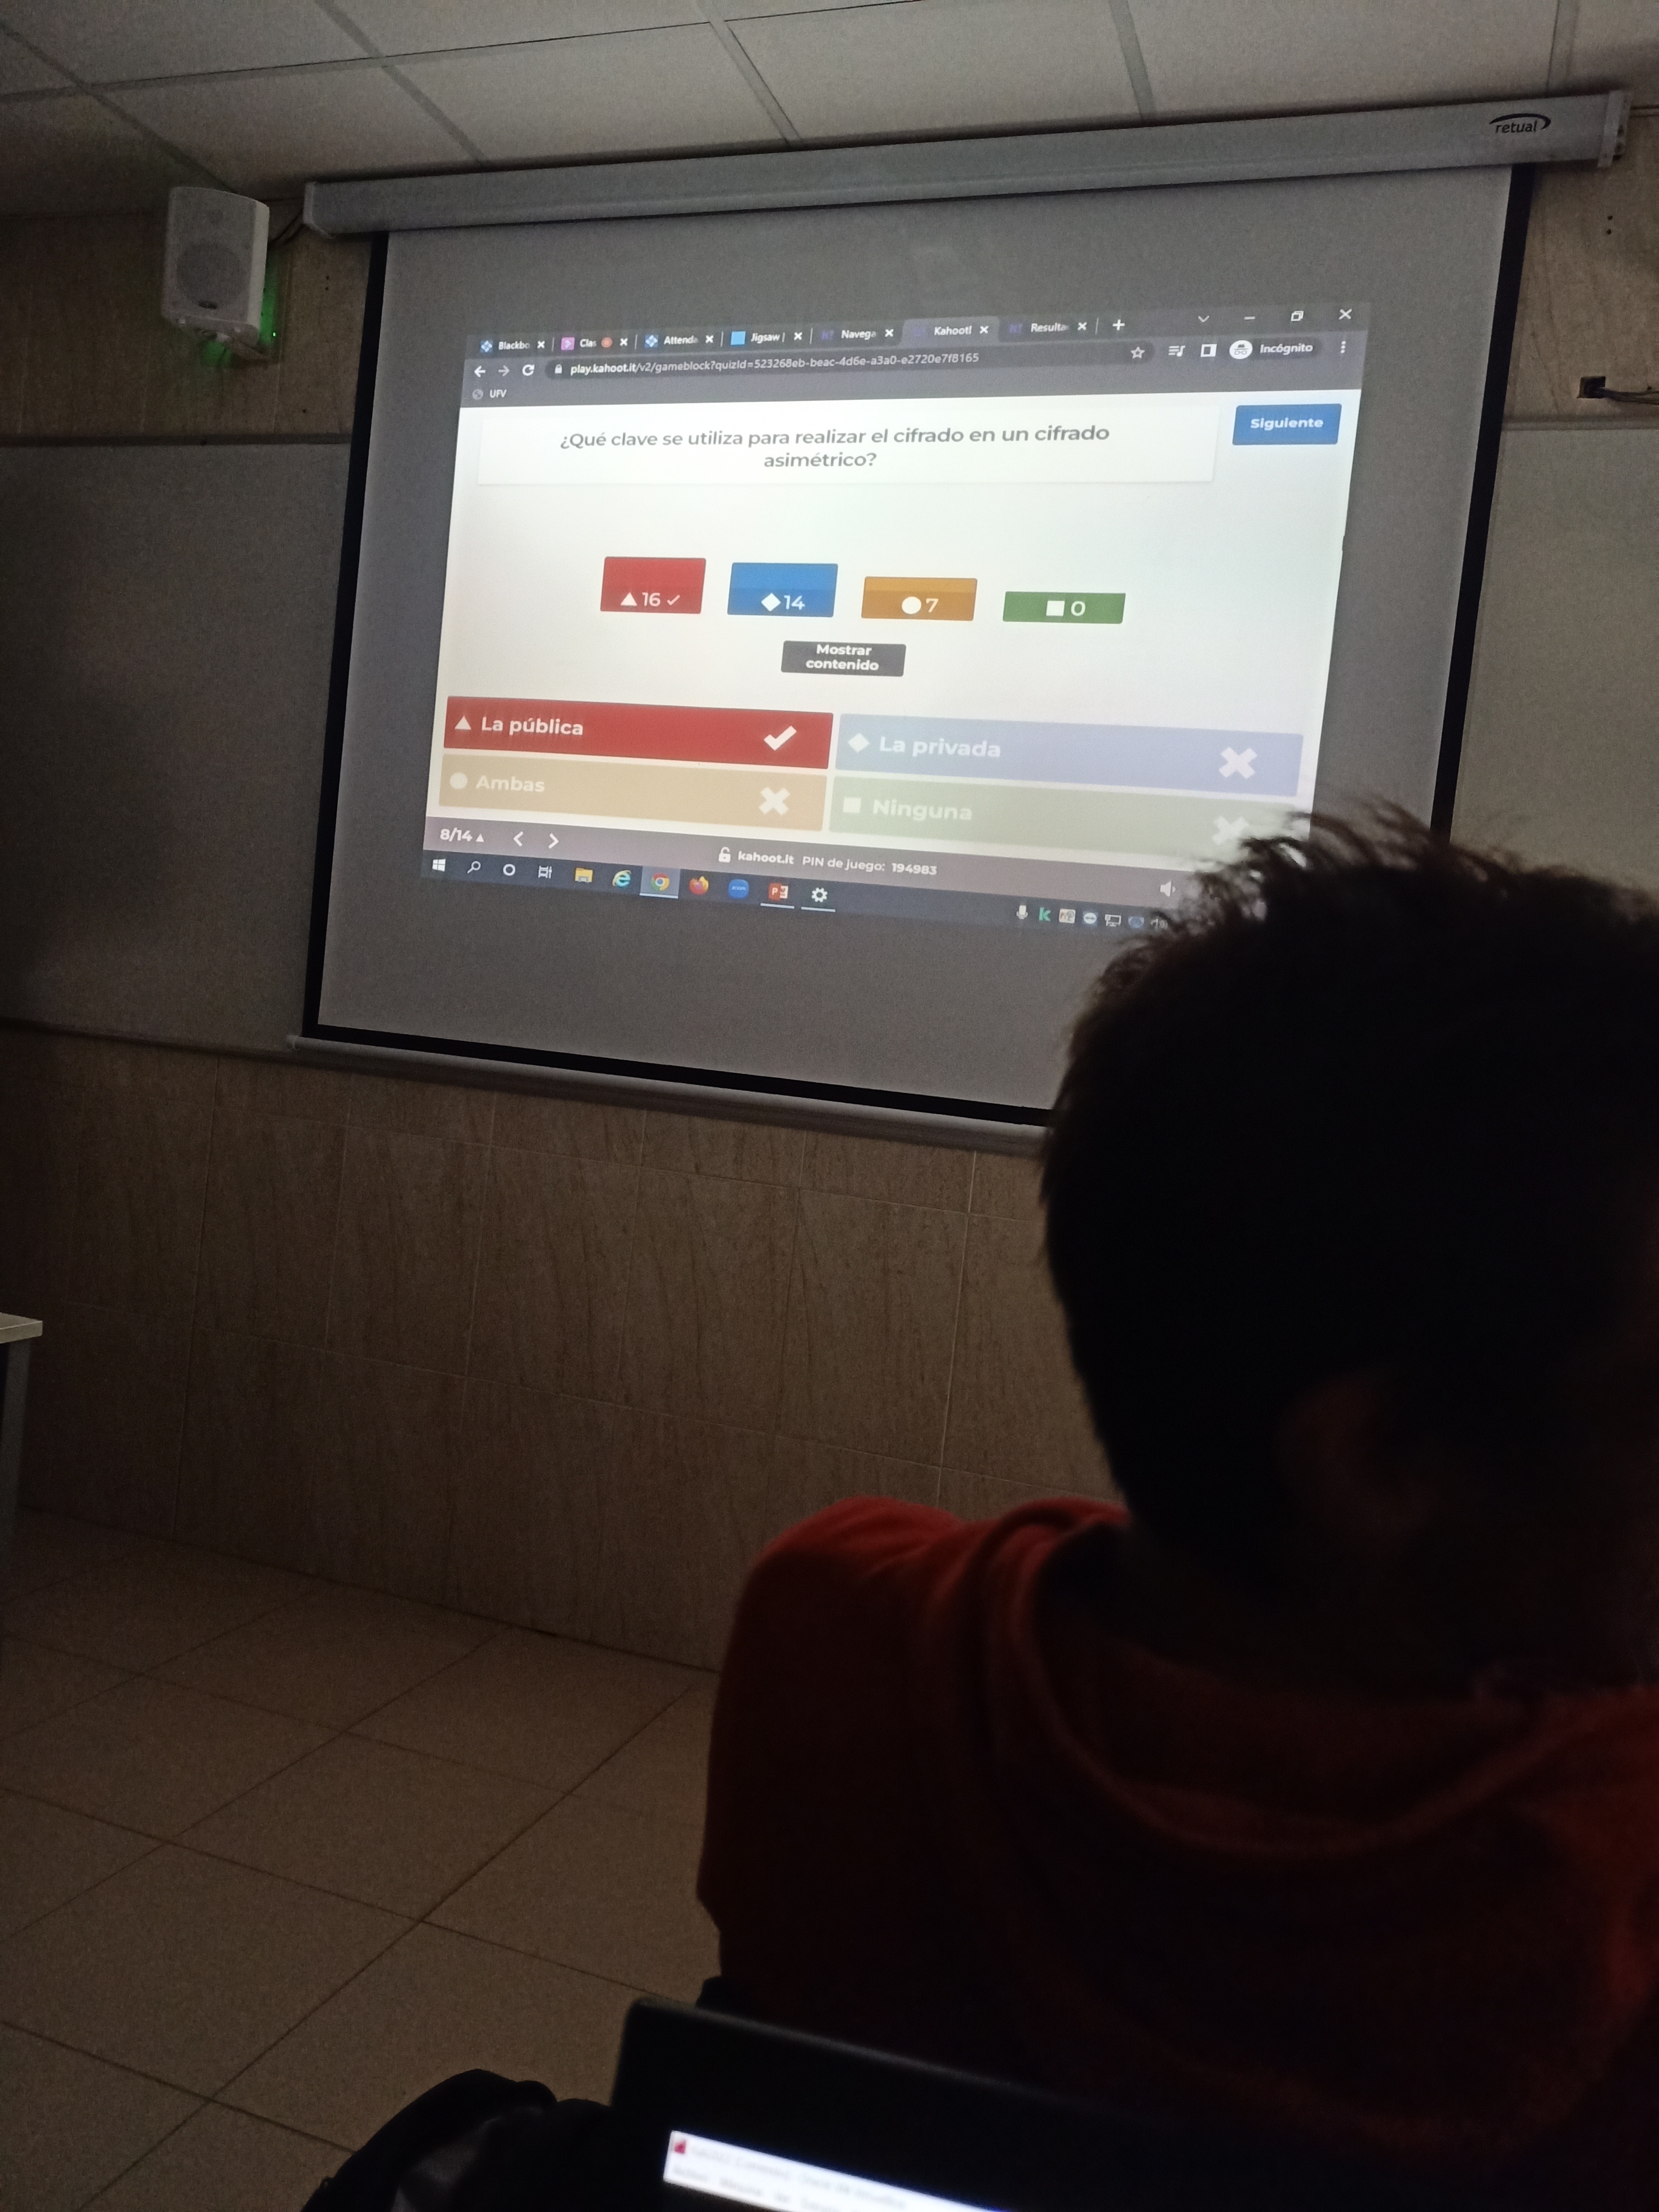 retual
Blackbo
Clas
Attenda
Jigsaw |
Navega
Kahoot!
Resulta
play.kahoot.it/v2/gameblock?quizId=523268eb-beac-4d6e-a3a0-e2720e7f8165
Incógnito
UFV
¿Qué clave se utiliza para realizar el cifrado en un cifrado
asimétrico?
Siguiente
16
14
7
0
Mostrar
contenido
La pública
La privada
Ambas
Ninguna
8/14
kahoot.it PIN de juego: 194983